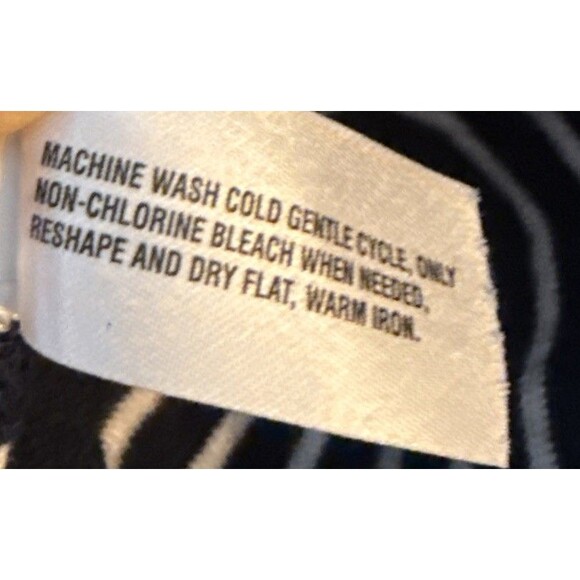 MACHINE WASH COLD GENTLE CYCLE, ONLY
NON-CHLORINE BLEACH WHEN NEEDED,
RESHAPE AND DRY FLAT, WARM IRON.